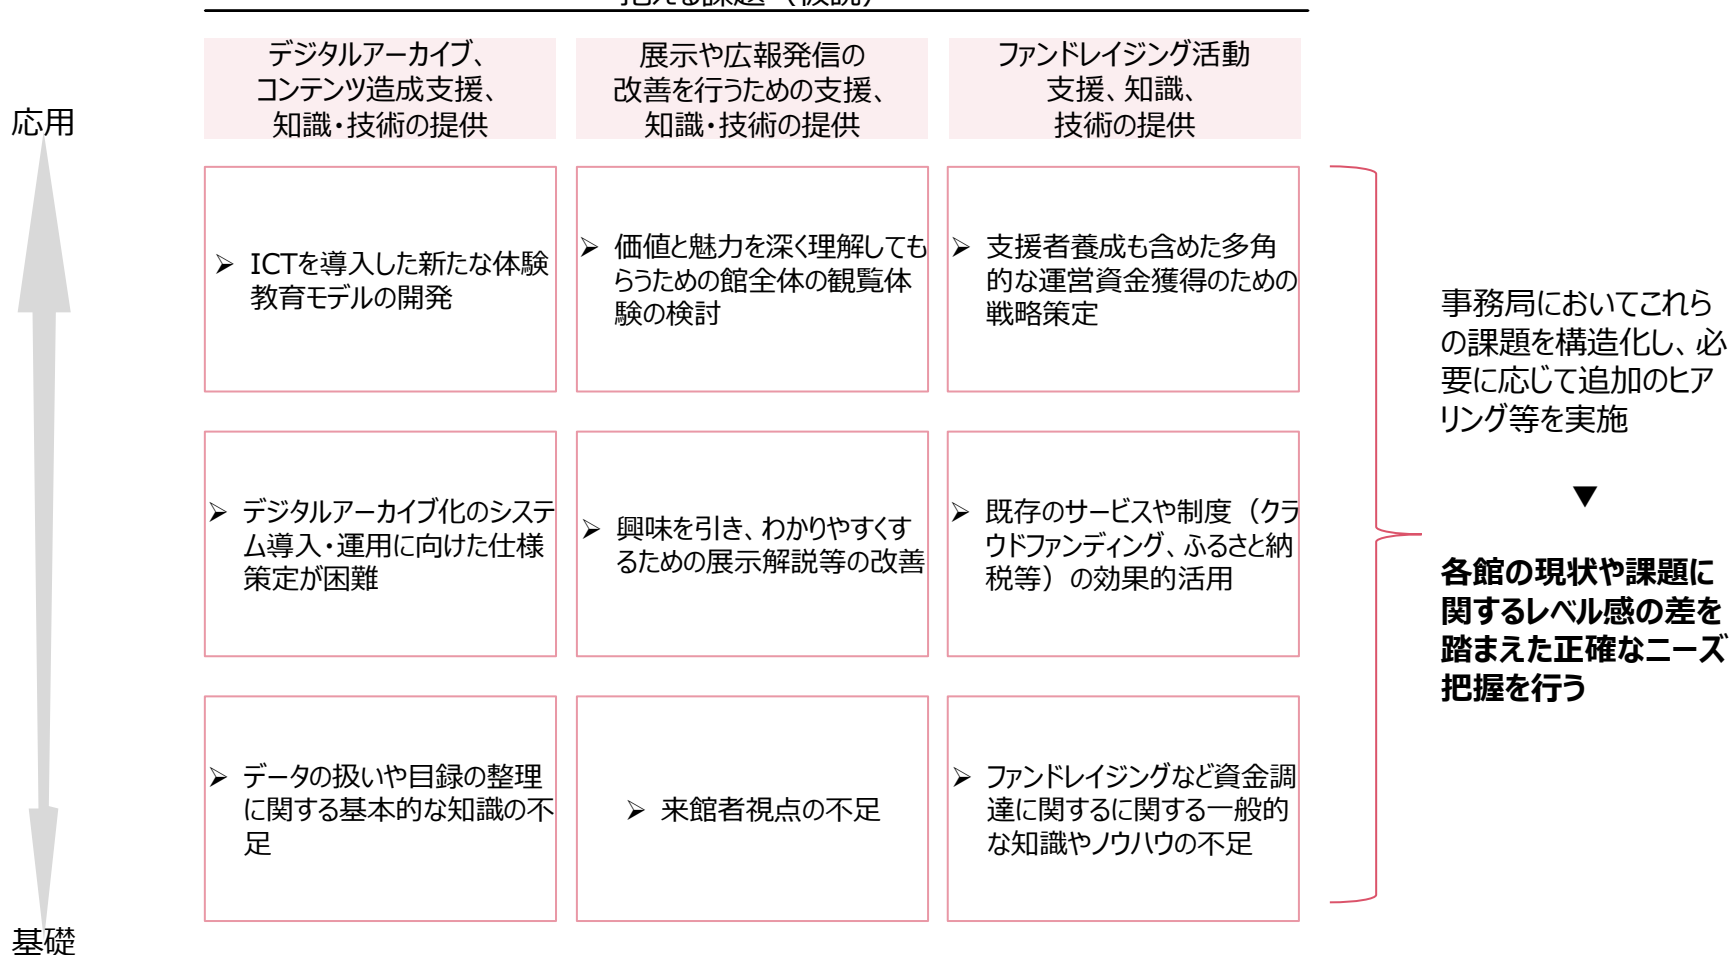 抱える課題（仮説）
デジタルアーカイブ、
コンテンツ造成支援、
知識・技術の提供
展示や広報発信の
改善を行うための支援、
知識・技術の提供
ファンドレイジング活動
支援、知識、
技術の提供
応用
➢ ICTを導入した新たな体験
教育モデルの開発
➢ 価値と魅力を深く理解しても
らうための館全体の観覧体
験の検討
➢ 支援者養成も含めた多角
的な運営資金獲得のための
戦略策定
➢ デジタルアーカイブ化のシステ
ム導入・運用に向けた仕様
策定が困難
➢ 興味を引き、わかりやすくす
るための展示解説等の改善
➢ 既存のサービスや制度（クラ
ウドファンディング、ふるさと納
税等）の効果的活用
➢ データの扱いや目録の整理
に関する基本的な知識の不
足
➢ 来館者視点の不足
➢ ファンドレイジングなど資金調
達に関するに関する一般的
な知識やノウハウの不足
基礎
事務局においてこれら
の課題を構造化し、必
要に応じて追加のヒア
リング等を実施
▼
各館の現状や課題に
関するレベル感の差を
踏まえた正確なニーズ
把握を行う